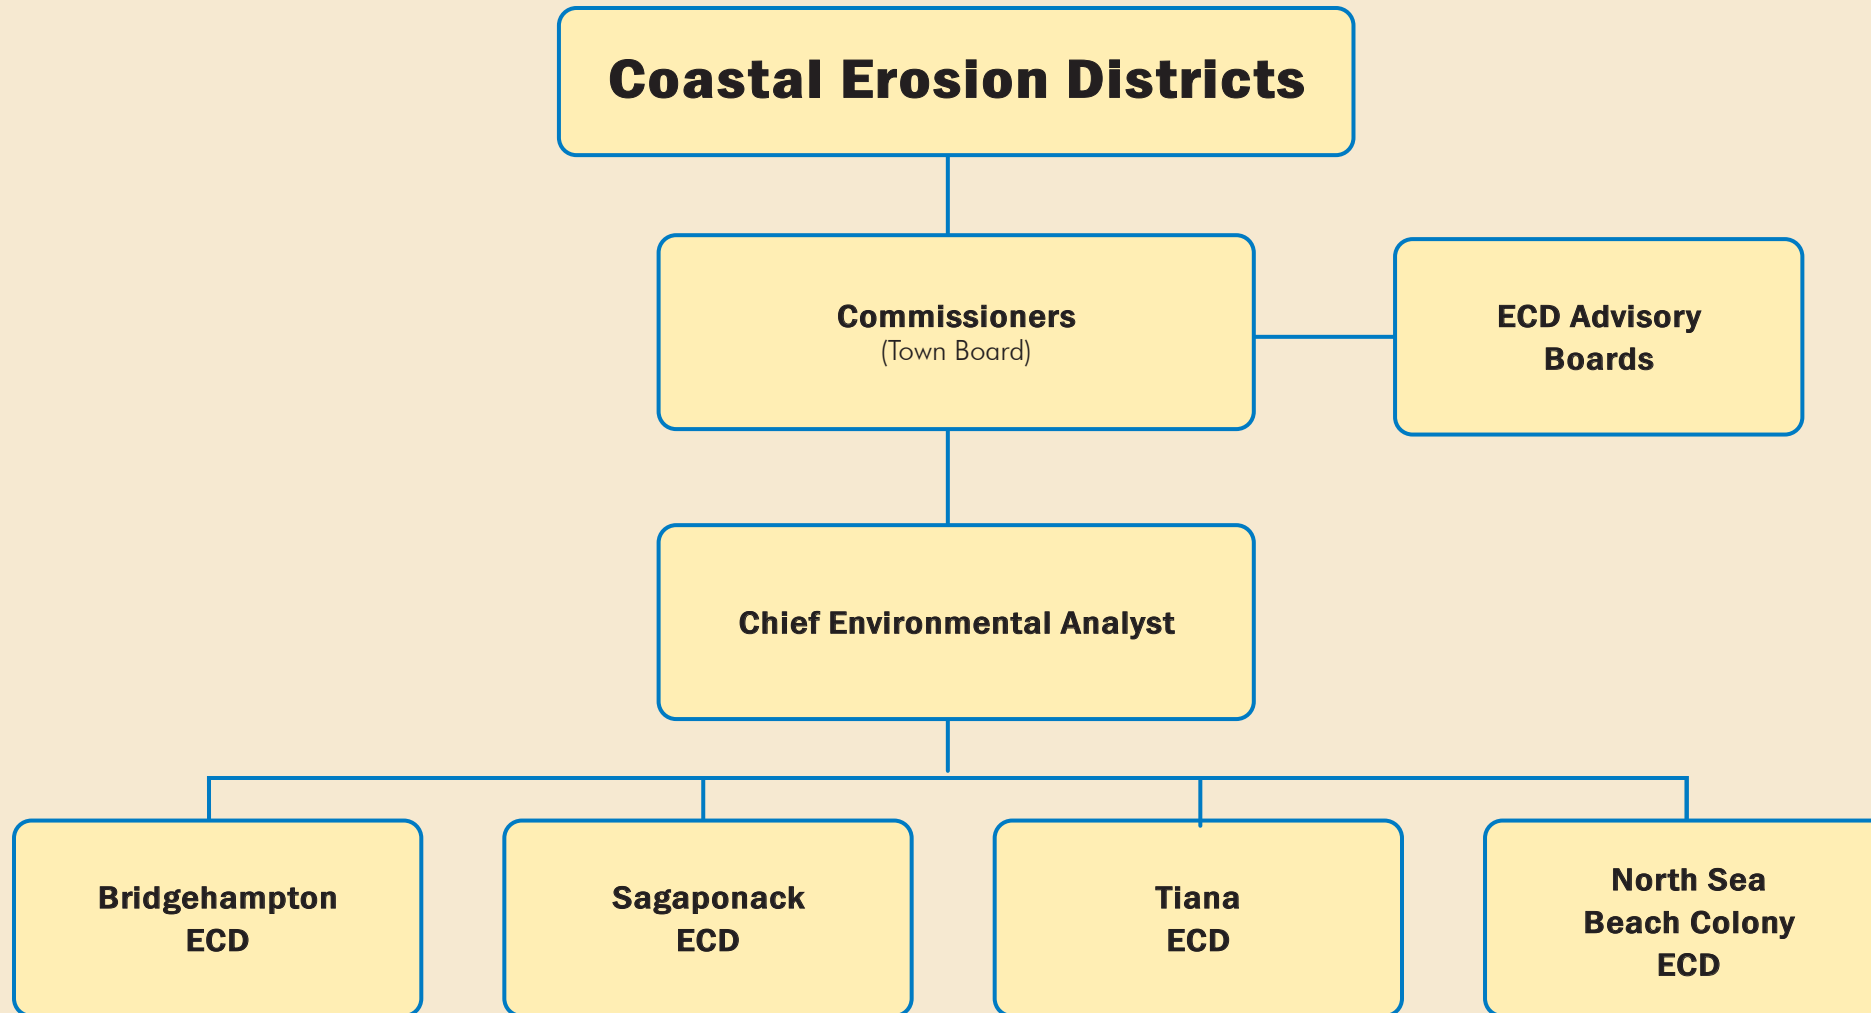 Coastal Erosion Districts
Commissioners
(Town Board)
ECD Advisory
Boards
Chief Environmental Analyst
Bridgehampton
ECD
Sagaponack
ECD
Tiana
ECD
North Sea
Beach Colony
ECD